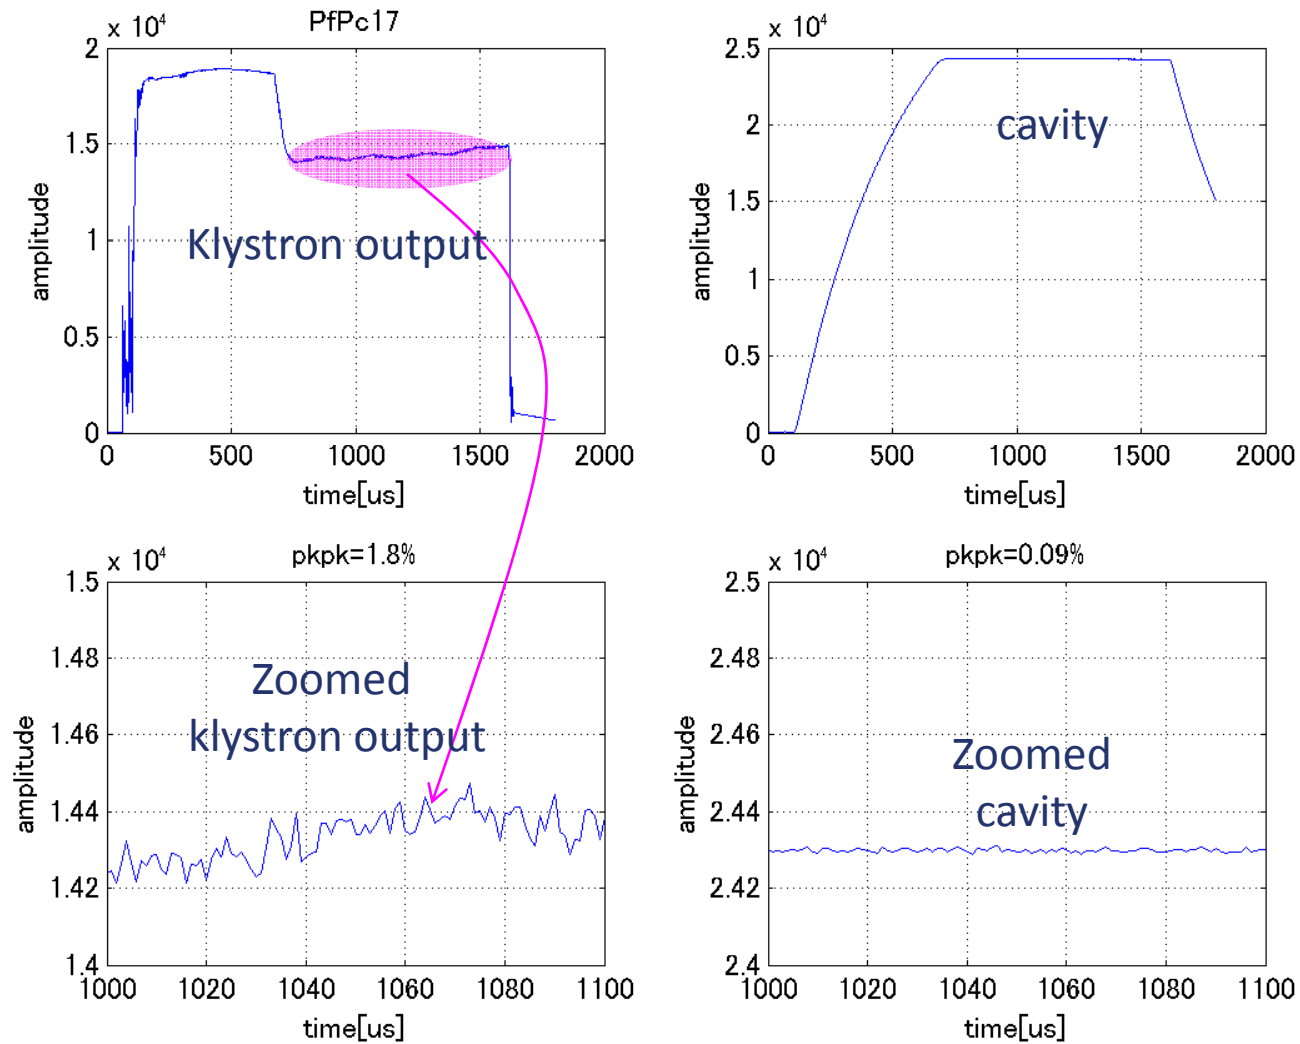 PfPc17
x 10⁴
2
1.5
1
0.5
0
amplitude
Klystron output
0 500 1000 1500 2000
time[us]
x 10⁴
2.5
2
1.5
1
0.5
0
amplitude
cavity
0 500 1000 1500 2000
time[us]
pkpk=1.8%
x 10⁴
1.5
1.48
1.46
1.44
1.42
1.4
amplitude
Zoomed
klystron output
1000 1020 1040 1060 1080 1100
time[us]
pkpk=0.09%
x 10⁴
2.5
2.48
2.46
2.44
2.42
2.4
amplitude
Zoomed
cavity
1000 1020 1040 1060 1080 1100
time[us]